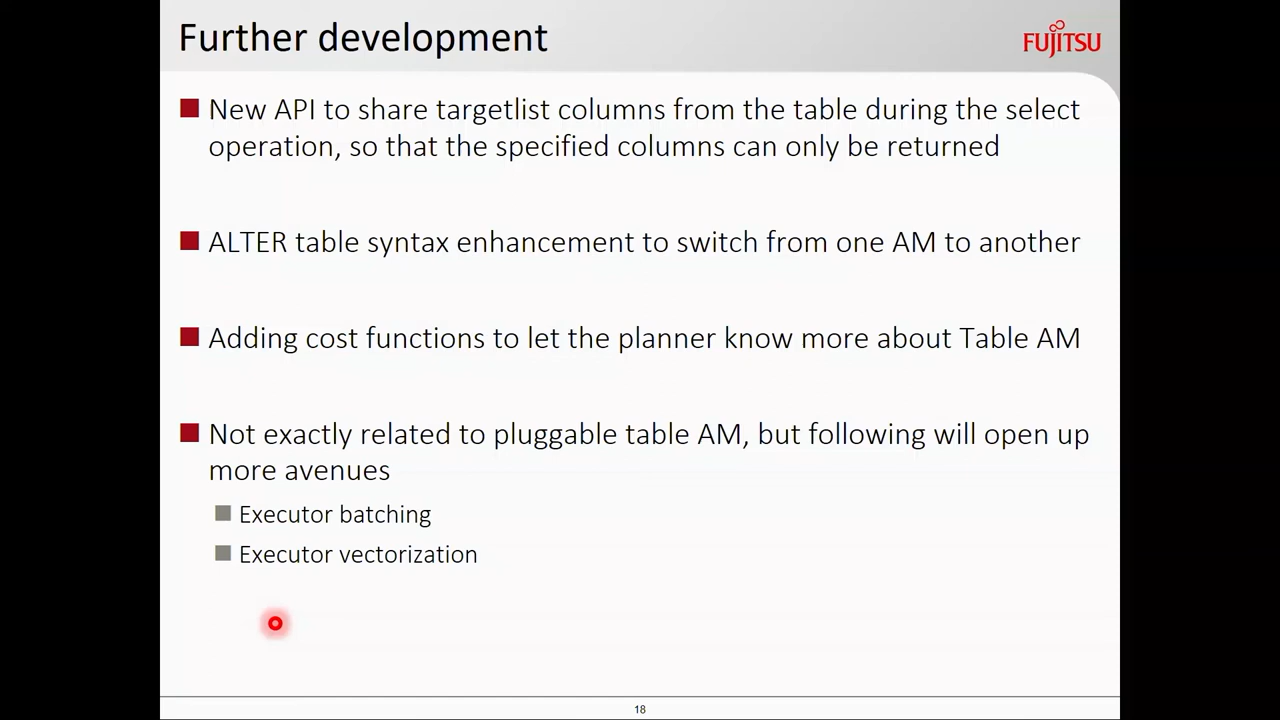 Further development
FUJITSU
New API to share targetlist columns from the table during the select
operation, so that the specified columns can only be returned
ALTER table syntax enhancement to switch from one AM to another
Adding cost functions to let the planner know more about Table AM
Not exactly related to pluggable table AM, but following will open up
more avenues
Executor batching
Executor vectorization
18